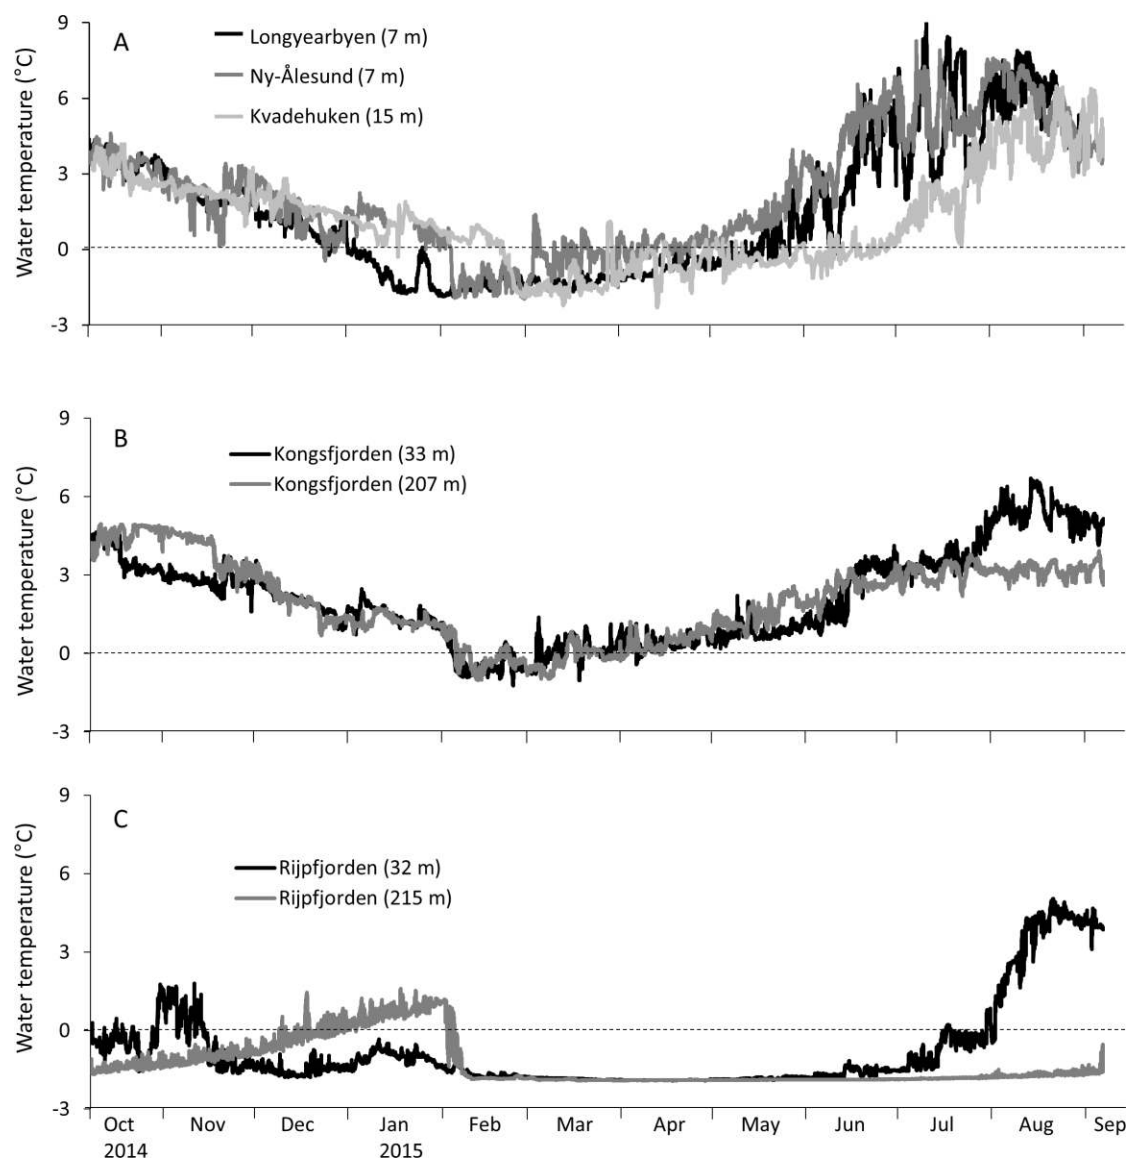 A
Longyearbyen (7 m)
Ny-Ålesund (7 m)
Kvadehuken (15 m)
Water temperature (°C)
9
6
3
0
-3
B
Kongsfjorden (33 m)
Kongsfjorden (207 m)
Water temperature (°C)
9
6
3
0
-3
C
Rijpfjorden (32 m)
Rijpfjorden (215 m)
Water temperature (°C)
9
6
3
0
-3
Oct Nov Dec Jan Feb Mar Apr May Jun Jul Aug Sep
2014 2015